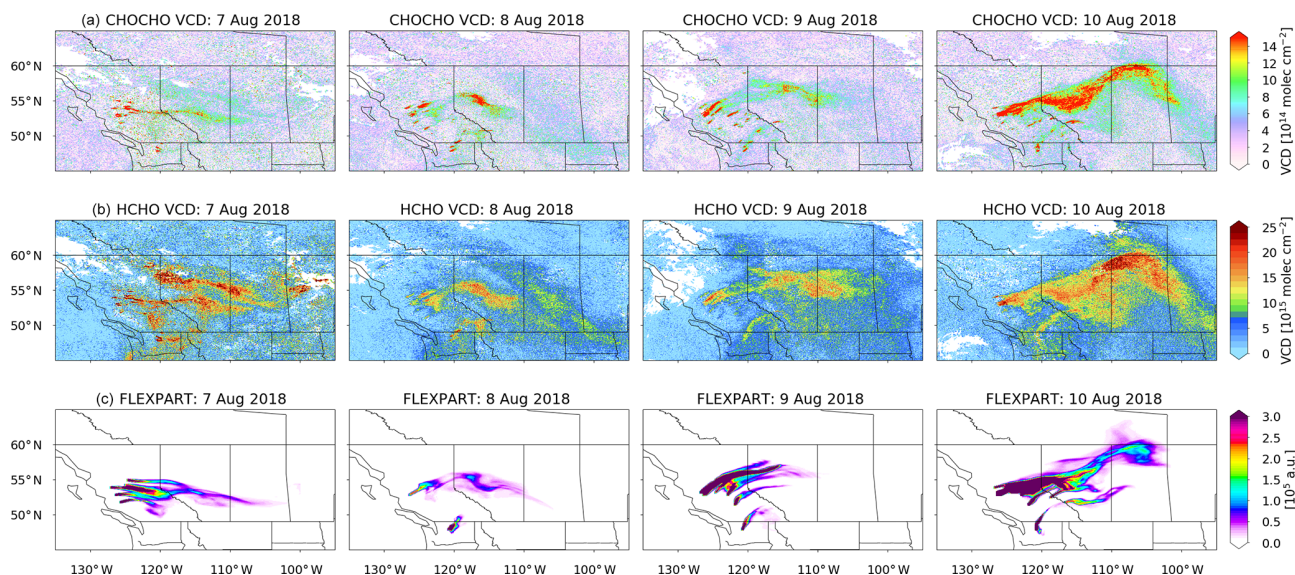 (a) CHOCHO VCD: 7 Aug 2018
CHOCHO VCD: 8 Aug 2018
CHOCHO VCD: 9 Aug 2018
CHOCHO VCD: 10 Aug 2018
60°N
55°N
50°N
14
12
10
8
6
4
2
0
VCD [10¹⁴ molec cm⁻²]
(b) HCHO VCD: 7 Aug 2018
HCHO VCD: 8 Aug 2018
HCHO VCD: 9 Aug 2018
HCHO VCD: 10 Aug 2018
60°N
55°N
50°N
25
20
15
10
5
0
VCD [10¹⁵ molec cm⁻²]
(c) FLEXPART: 7 Aug 2018
FLEXPART: 8 Aug 2018
FLEXPART: 9 Aug 2018
FLEXPART: 10 Aug 2018
60°N
55°N
50°N
3.0
2.5
2.0
1.5
1.0
0.5
0.0
[10⁵ a.u.]
130°W 120°W 110°W 100°W
130°W 120°W 110°W 100°W
130°W 120°W 110°W 100°W
130°W 120°W 110°W 100°W